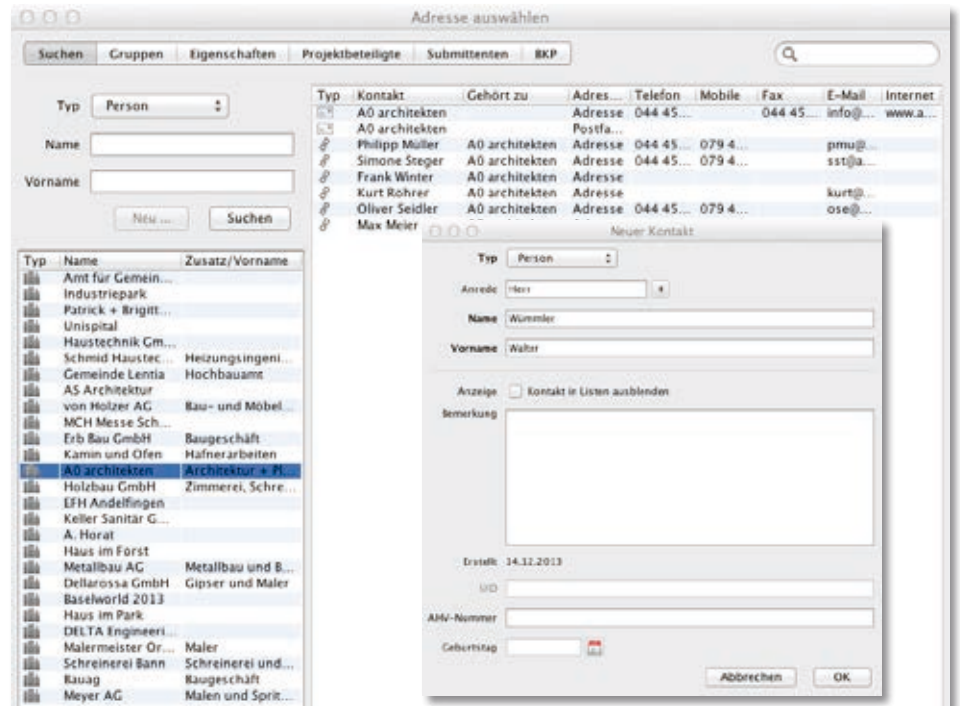 Adresse auswählen
Suchen Gruppen Eigenschaften Projektbeteiligte Submittenten BKP
Typ Person
Name
Vorname
Neu ... Suchen
Typ Name Zusatz/Vorname
Amt für Gemein...
Industriepark
Patrick + Brigitt...
Unispital
Haustechnik Gm...
Schmid Haustec... Heizungsingeni...
Gemeinde Lentia Hochbauamt
AS Architektur
von Holzer AG Bau- und Möbel...
MCH Messe Sch...
Erb Bau GmbH Baugeschäft
Kamin und Ofen Hafnerarbeiten
A0 architekten Architektur + Pl...
Holzbau GmbH Zimmerei, Schre...
EFH Andelfingen
Keller Sanitär G...
A. Horat
Haus im Forst
Metallbau AG Metallbau und B...
Dellarossa GmbH Gipser und Maler
Baselworld 2013
Haus im Park
DELTA Engineeri...
Malermeister Or... Maler
Schreinerei Bann Schreinerei und...
Bauag Baugeschäft
Meyer AG Malen und Sprit...
Typ Kontakt Gehört zu Adres... Telefon Mobile Fax E-Mail Internet
A0 architekten Adresse 044 45... 044 45... info@... www.a...
A0 architekten Postfa...
Philipp Müller A0 architekten Adresse 044 45... 079 4... pmu@...
Simone Steger A0 architekten Adresse 044 45... 079 4... sst@a...
Frank Winter A0 architekten Adresse
Kurt Rohrer A0 architekten Adresse kurt@...
Oliver Seidler A0 architekten Adresse 044 45... 079 4... ose@...
Max Meier
Neuer Kontakt
Typ Person
Anrede Herr
Name Wümmler
Vorname Walter
Anzeige Kontakt in Listen ausblenden
Bemerkung
Erstellt 14.12.2013
UID
AHV-Nummer
Geburtstag
Abbrechen OK